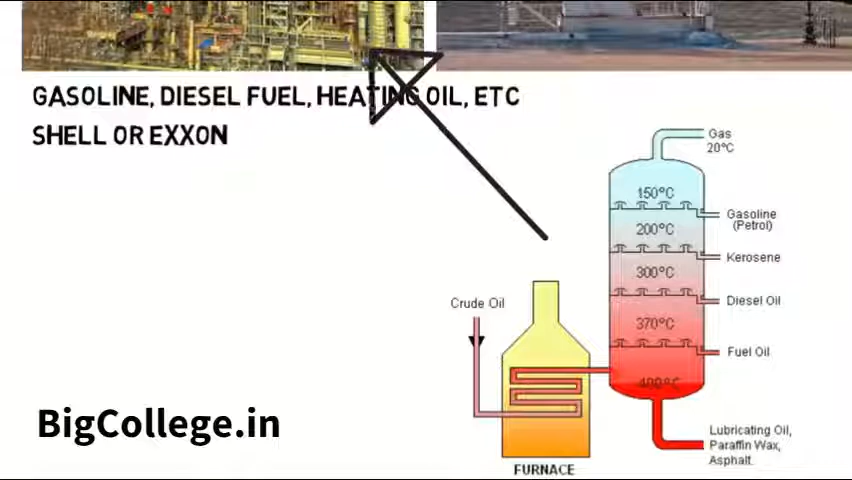 GASOLINE, DIESEL FUEL, HEATING OIL, ETC
SHELL OR EXXON
Gas
20°C
150°C
Gasoline
(Petrol)
200°C
Kerosene
300°C
Diesel Oil
Crude Oil
370°C
Fuel Oil
400°C
BigCollege.in
Lubricating Oil,
Paraffin Wax,
Asphalt.
FURNACE